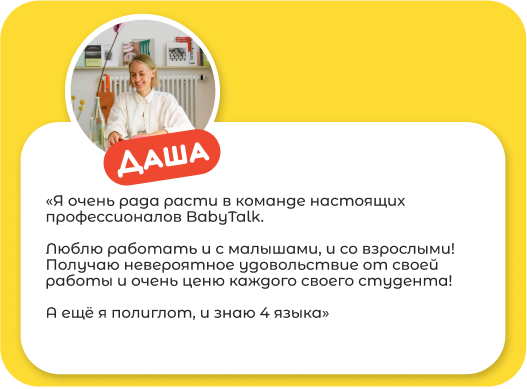 ДАША
«Я очень рада расти в команде настоящих
профессионалов BabyTalk.
Люблю работать и с малышами, и со взрослыми!
Получаю невероятное удовольствие от своей
работы и очень ценю каждого своего студента!
А ещё я полиглот, и знаю 4 языка»